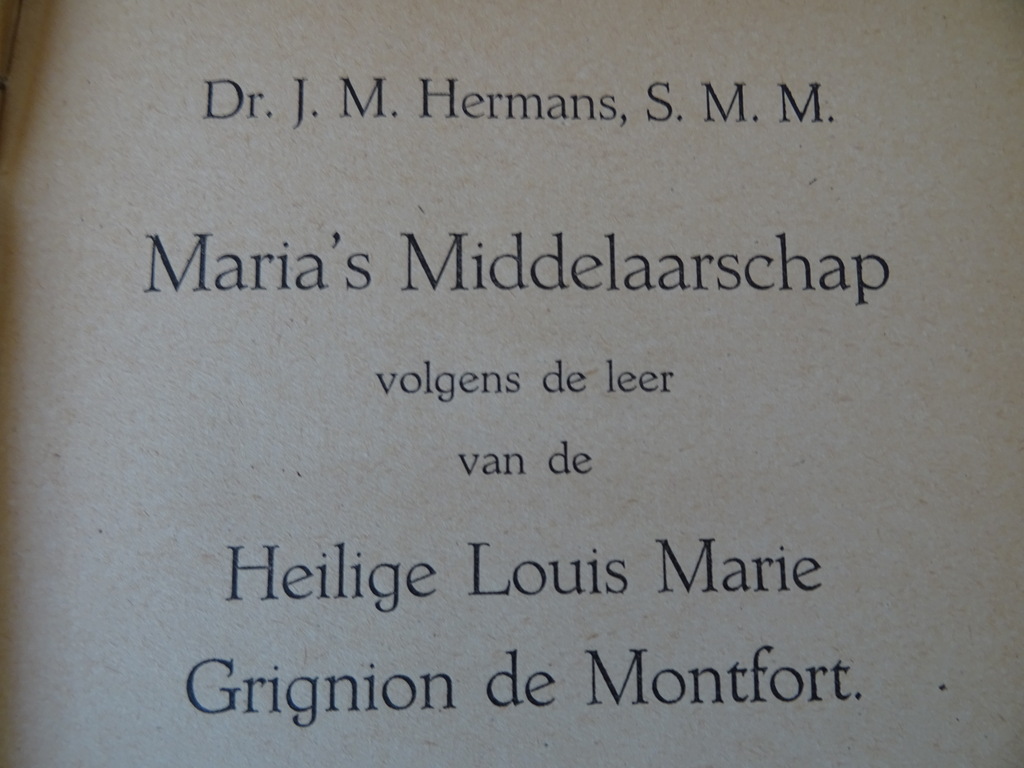 Dr. J. M. Hermans, S. M. M.
Maria's Middelaarschap
volgens de leer
van de
Heilige Louis Marie
Grignion de Montfort.